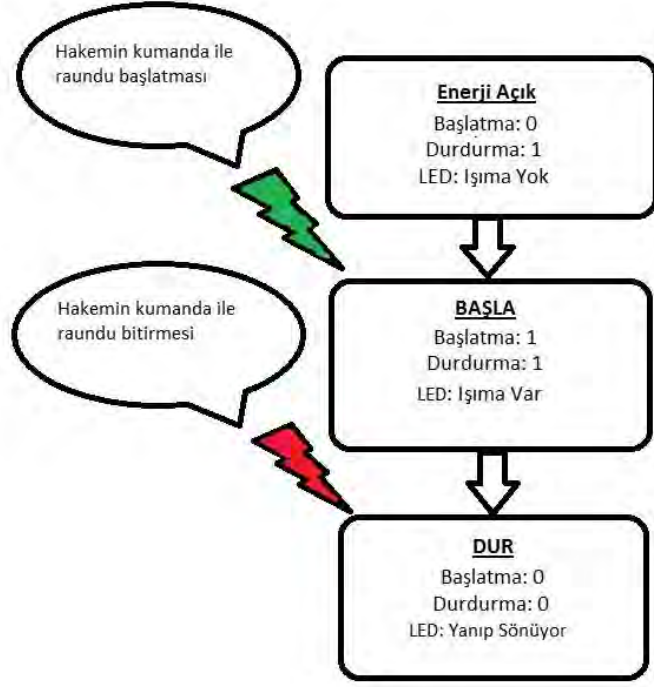 Hakemin kumanda ile
raundu başlatması
Enerji Açık
Başlatma: 0
Durdurma: 1
LED: Işıma Yok
Hakemin kumanda ile
raundu bitirmesi
BAŞLA
Başlatma: 1
Durdurma: 1
LED: Işıma Var
DUR
Başlatma: 0
Durdurma: 0
LED: Yanıp Sönüyor